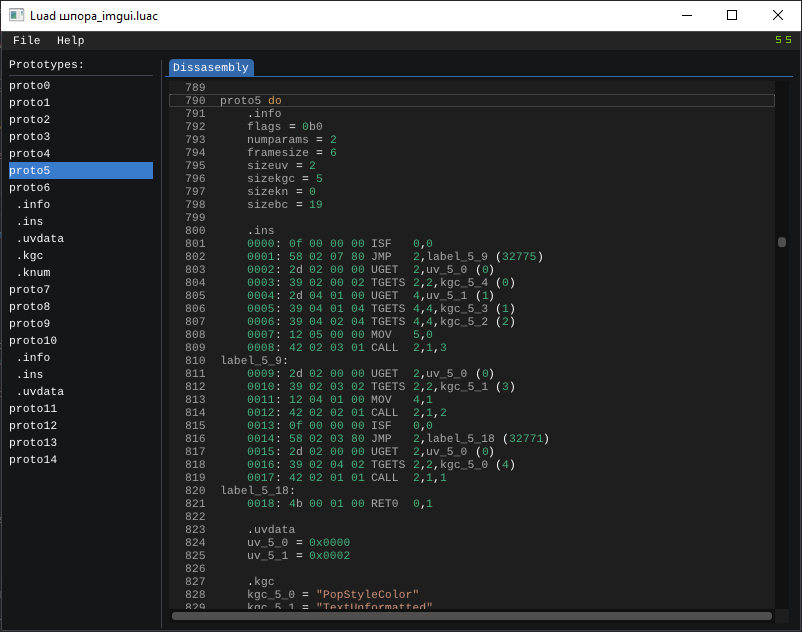 Luad шпора_imgui.luac
File Help
Prototypes:
proto0
proto1
proto2
proto3
proto4
proto5
proto6
.info
.ins
.uvdata
.kgc
.knum
proto7
proto8
proto9
proto10
.info
.ins
.uvdata
proto11
proto12
proto13
proto14
Dissasembly
789
790 proto5 do
791 .info
792 flags = 0b0
793 numparams = 2
794 framesize = 6
795 sizeuv = 2
796 sizekgc = 5
797 sizekn = 0
798 sizebc = 19
799
800 .ins
801 0000: 0f 00 00 00 ISF 0,0
802 0001: 58 02 07 80 JMP 2,label_5_9 (32775)
803 0002: 2d 02 00 00 UGET 2,uv_5_0 (0)
804 0003: 39 02 00 02 TGETS 2,2,kgc_5_4 (0)
805 0004: 2d 04 01 00 UGET 4,uv_5_1 (1)
806 0005: 39 04 01 04 TGETS 4,4,kgc_5_3 (1)
807 0006: 39 04 02 04 TGETS 4,4,kgc_5_2 (2)
808 0007: 12 05 00 00 MOV 5,0
809 0008: 42 02 03 01 CALL 2,1,3
810 label_5_9:
811 0009: 2d 02 00 00 UGET 2,uv_5_0 (0)
812 0010: 39 02 03 02 TGETS 2,2,kgc_5_1 (3)
813 0011: 12 04 01 00 MOV 4,1
814 0012: 42 02 02 01 CALL 2,1,2
815 0013: 0f 00 00 00 ISF 0,0
816 0014: 58 02 03 80 JMP 2,label_5_18 (32771)
817 0015: 2d 02 00 00 UGET 2,uv_5_0 (0)
818 0016: 39 02 04 02 TGETS 2,2,kgc_5_0 (4)
819 0017: 42 02 01 01 CALL 2,1,1
820 label_5_18:
821 0018: 4b 00 01 00 RET0 0,1
822
823 .uvdata
824 uv_5_0 = 0x0000
825 uv_5_1 = 0x0002
826
827 .kgc
828 kgc_5_0 = "PopStyleColor"
829 kgc_5_1 = "TextUnformatted"